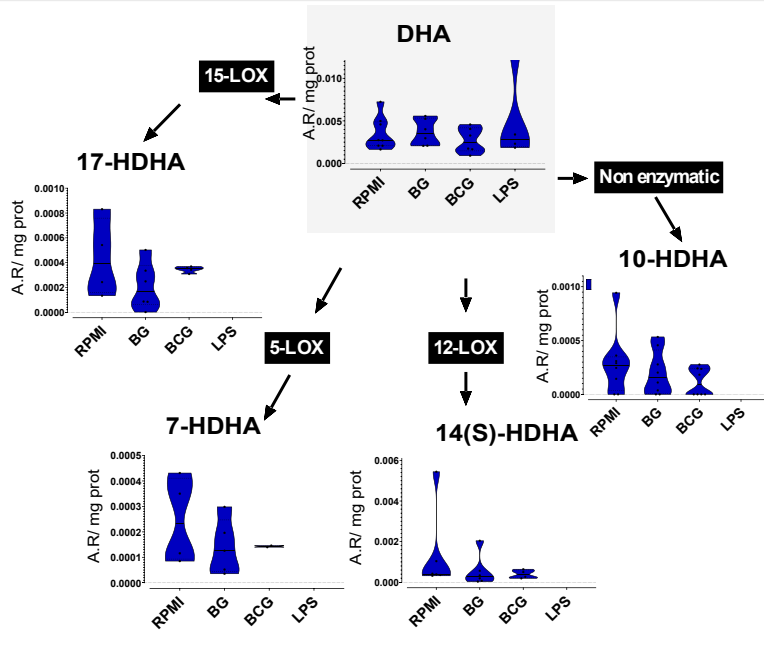 DHA
A.R/ mg prot
0.010
0.005
0.000
RPMI
BG
BCG
LPS
15-LOX
17-HDHA
A.R/ mg prot
0.0010
0.0008
0.0006
0.0004
0.0002
0.0000
RPMI
BG
BCG
LPS
Non enzymatic
10-HDHA
A.R/ mg prot
0.0010
0.0005
0.0000
RPMI
BG
BCG
LPS
5-LOX
7-HDHA
A.R/ mg prot
0.0005
0.0004
0.0003
0.0002
0.0001
0.0000
RPMI
BG
BCG
LPS
12-LOX
14(S)-HDHA
A.R/ mg prot
0.006
0.004
0.002
0.000
RPMI
BG
BCG
LPS